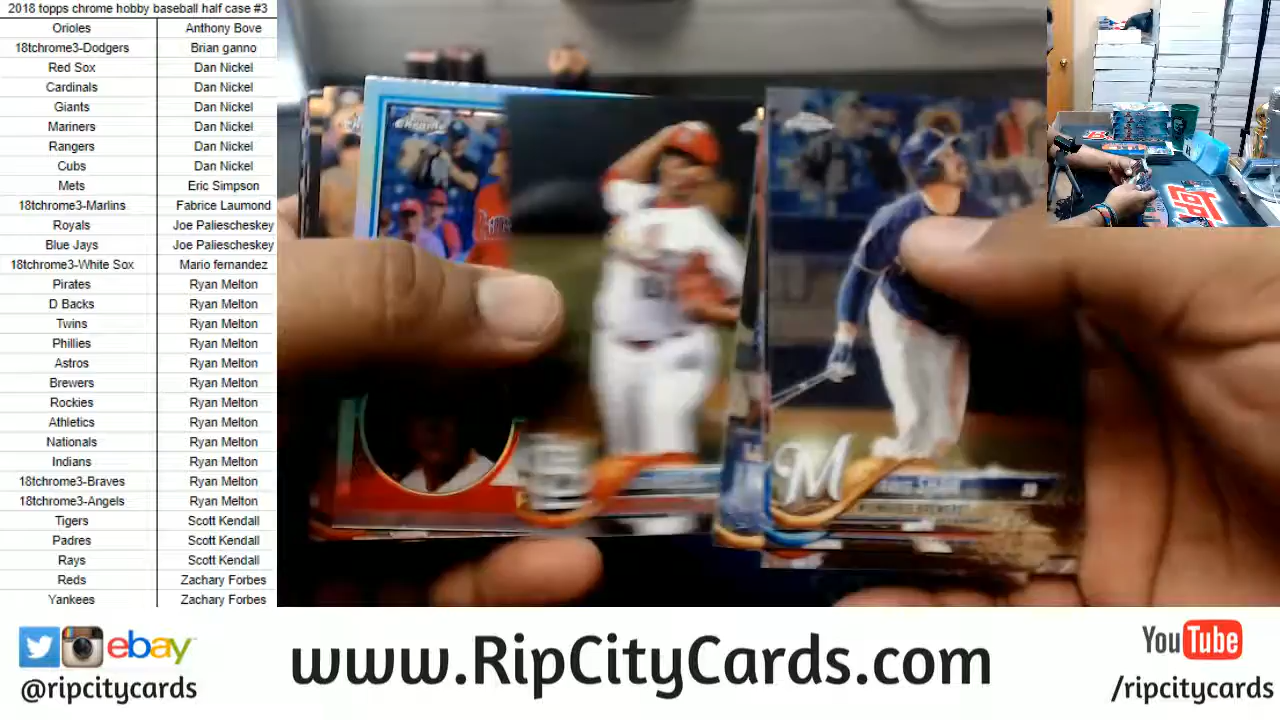 2018 topps chrome hobby baseball half case #3
Orioles Anthony Bove
18tchrome3-Dodgers Brian ganno
Red Sox Dan Nickel
Cardinals Dan Nickel
Giants Dan Nickel
Mariners Dan Nickel
Rangers Dan Nickel
Cubs Dan Nickel
Mets Eric Simpson
18tchrome3-Marlins Fabrice Laumond
Royals Joe Paliescheskey
Blue Jays Joe Paliescheskey
18tchrome3-White Sox Mario fernandez
Pirates Ryan Melton
D Backs Ryan Melton
Twins Ryan Melton
Phillies Ryan Melton
Astros Ryan Melton
Brewers Ryan Melton
Rockies Ryan Melton
Athletics Ryan Melton
Nationals Ryan Melton
Indians Ryan Melton
18tchrome3-Braves Ryan Melton
18tchrome3-Angels Ryan Melton
Tigers Scott Kendall
Padres Scott Kendall
Rays Scott Kendall
Reds Zachary Forbes
Yankees Zachary Forbes
Chrome
M
ebay
@ripcitycards
www.RipCityCards.com
YouTube
/ripcitycards